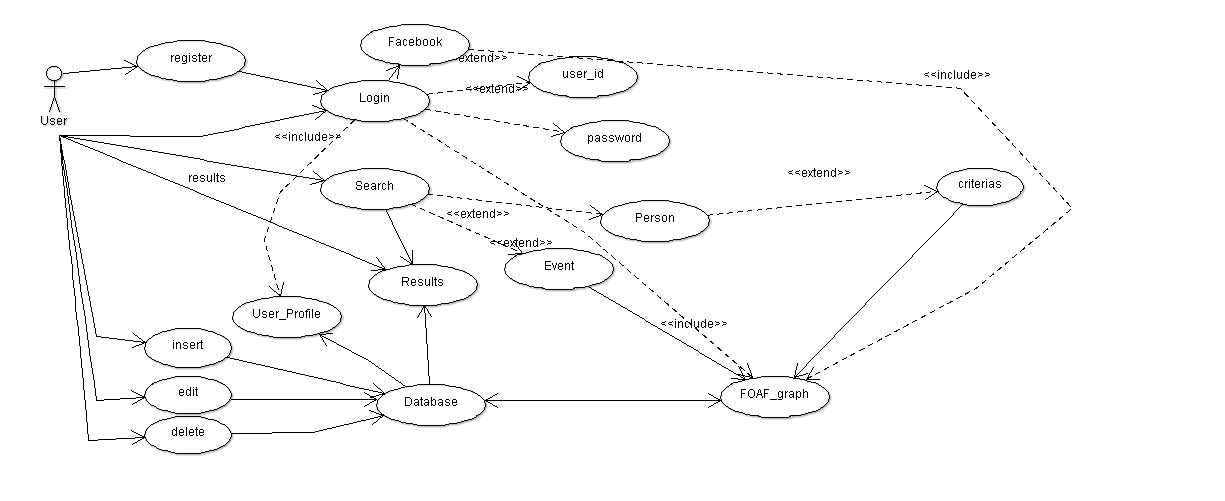 Facebook
extend>>
register
user_id
<<include>>
<<extend>>
Login
User
<<include>>
password
results
Search
<<extend>>
criterias
<<extend>>
Person
<<extend>>
Event
Results
User_Profile
<<include>>
insert
edit
Database
FOAF_graph
delete